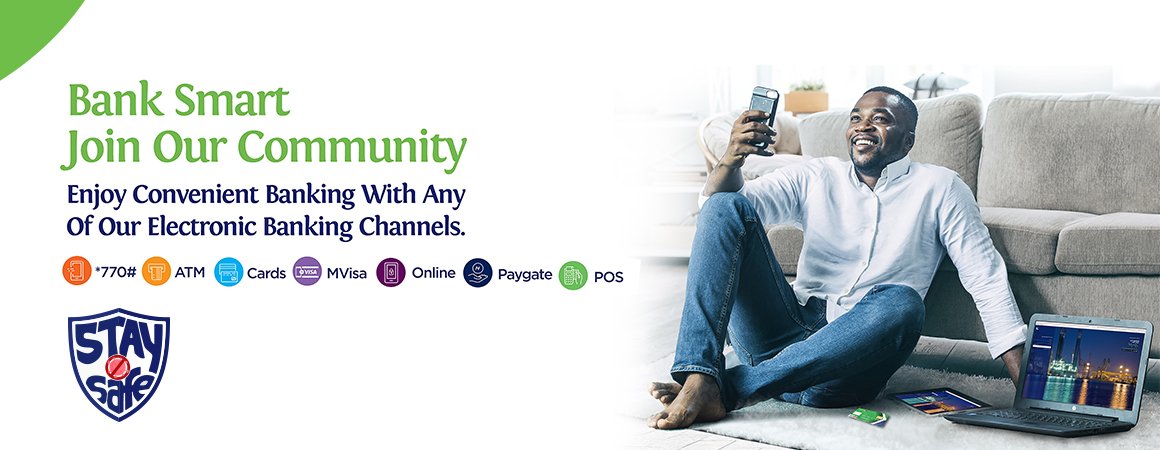 Bank Smart
Join Our Community
Enjoy Convenient Banking With Any
Of Our Electronic Banking Channels.
*770# ATM Cards VISA MVisa Online Paygate POS
STAY
Safe